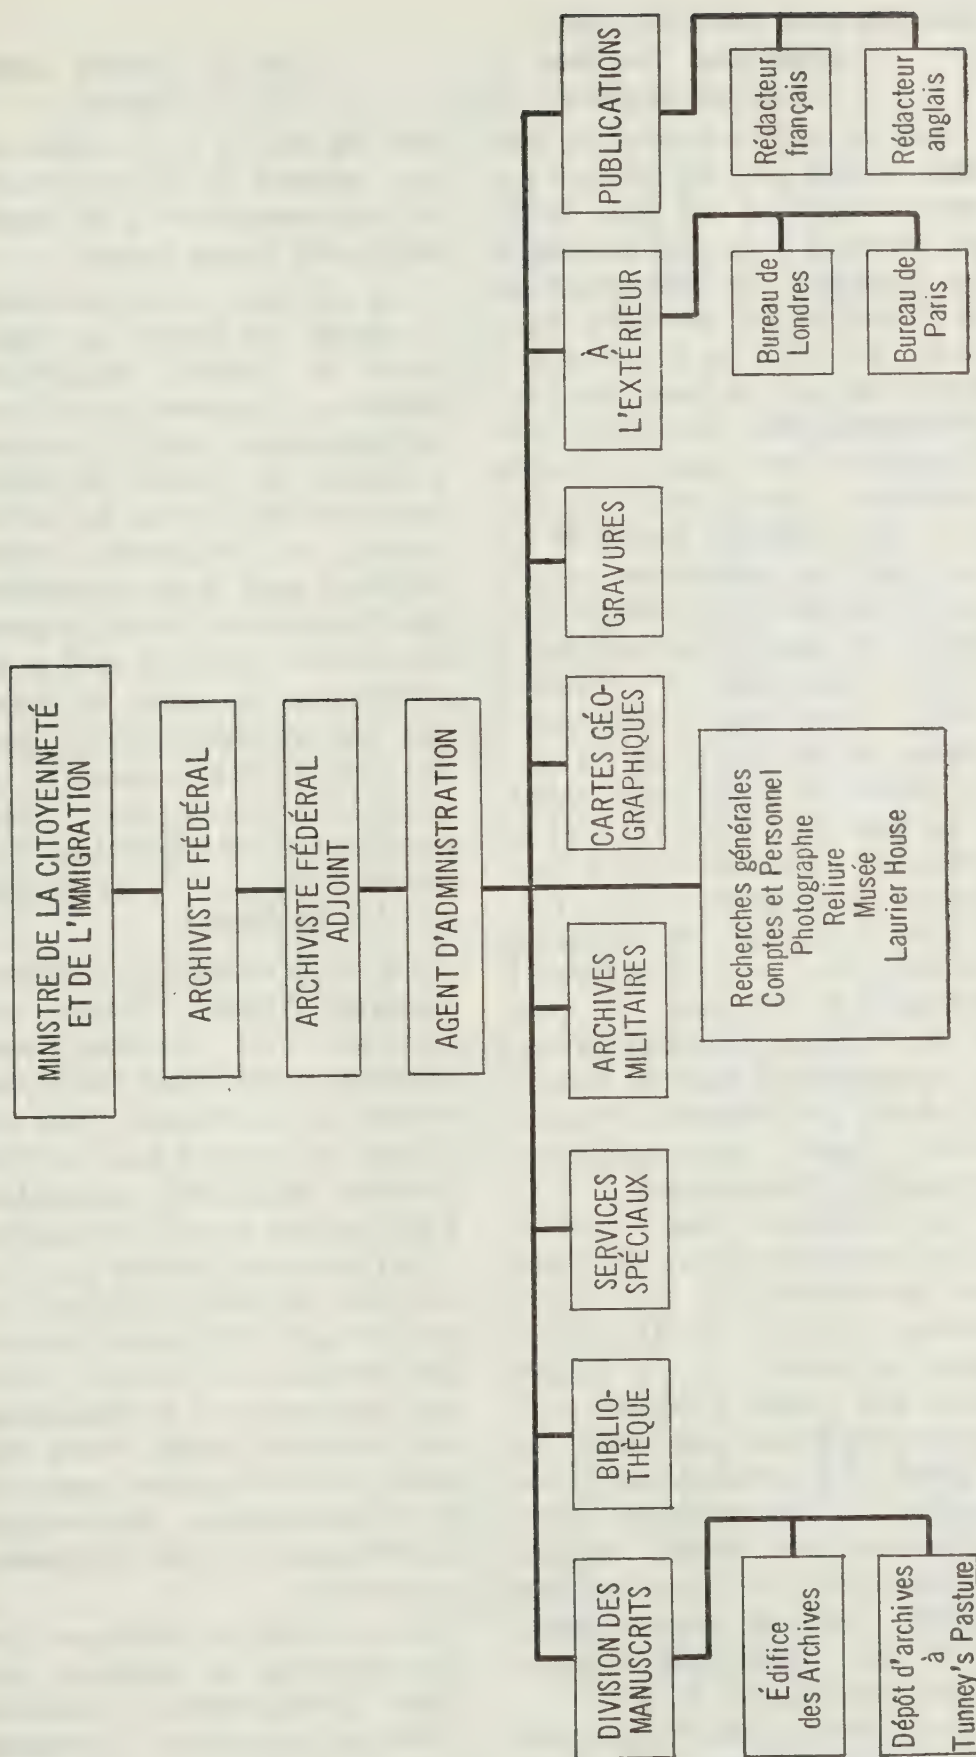 MINISTRE DE LA CITOYENNETÉ
ET DE L'IMMIGRATION
ARCHIVISTE FÉDÉRAL
ARCHIVISTE FÉDÉRAL
ADJOINT
AGENT D'ADMINISTRATION
DIVISION DES
MANUSCRITS
Édifice
des Archives
Dépôt d'archives
à
Tunney's Pasture
BIBLIO-
THÈQUE
SERVICES
SPÉCIAUX
ARCHIVES
MILITAIRES
Recherches générales
Comptes et Personnel
Photographie
Reliure
Musée
Laurier House
CARTES GÉO-
GRAPHIQUES
GRAVURES
À
L'EXTÉRIEUR
Bureau de
Londres
Bureau de
Paris
PUBLICATIONS
Rédacteur
français
Rédacteur
anglais